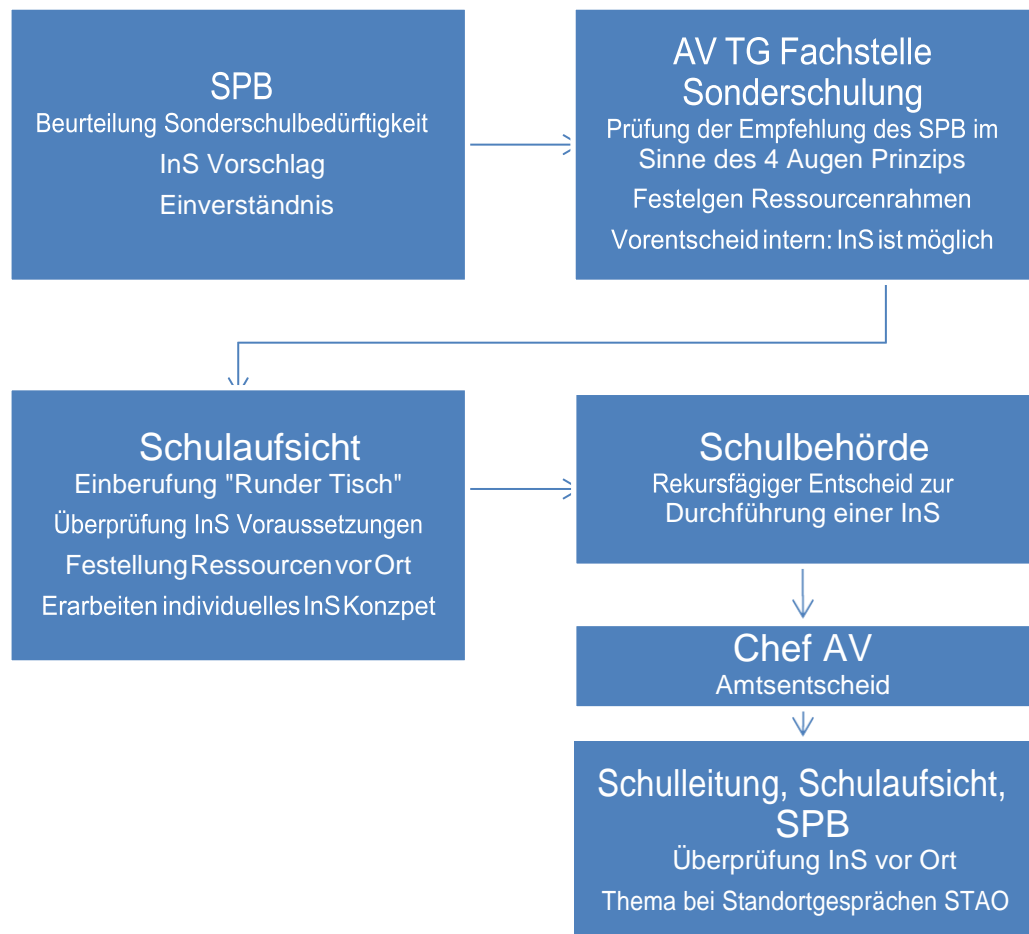 SPB
Beurteilung Sonderschulbedürftigkeit
InS Vorschlag
Einverständnis
AV TG Fachstelle
Sonderschulung
Prüfung der Empfehlung des SPB im
Sinne des 4 Augen Prinzips
Festelgen Ressourcenrahmen
Vorentscheid intern: InS ist möglich
Schulaufsicht
Einberufung "Runder Tisch"
Überprüfung InS Voraussetzungen
Festellung Ressourcen vor Ort
Erarbeiten individuelles InS Konzpet
Schulbehörde
Rekursfägiger Entscheid zur
Durchführung einer InS
Chef AV
Amtsentscheid
Schulleitung, Schulaufsicht,
SPB
Überprüfung InS vor Ort
Thema bei Standortgesprächen STAO